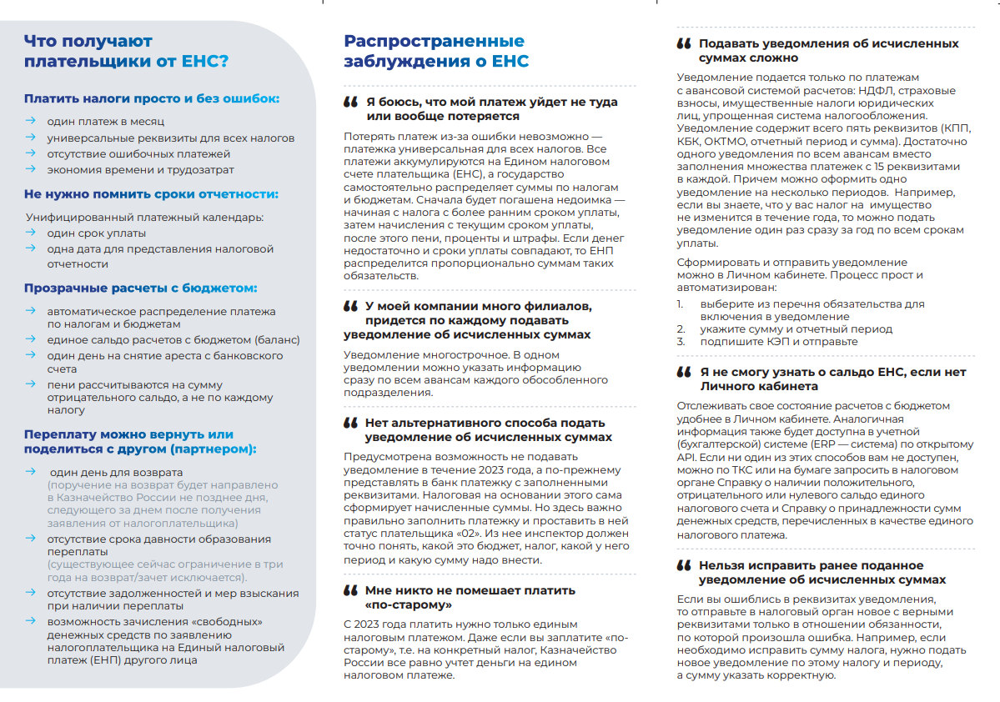 Что получают
плательщики от ЕНС?
Платить налоги просто и без ошибок:
→ один платеж в месяц
→ универсальные реквизиты для всех налогов
→ отсутствие ошибочных платежей
→ экономия времени и трудозатрат
Не нужно помнить сроки отчетности:
Унифицированный платежный календарь:
→ один срок уплаты
→ одна дата для представления налоговой
отчетности
Прозрачные расчеты с бюджетом:
→ автоматическое распределение платежа
по налогам и бюджетам
→ единое сальдо расчетов с бюджетом (баланс)
→ один день на снятие ареста с банковского
счета
→ пени рассчитываются на сумму
отрицательного сальдо, а не по каждому
налогу
Переплату можно вернуть или
поделиться с другом (партнером):
→ один день для возврата
(поручение на возврат будет направлено
в Казначейство России не позднее дня,
следующего за днем после получения
заявления от налогоплательщика)
→ отсутствие срока давности образования
переплаты
(существующее сейчас ограничение в три
года на возврат/зачет исключается).
→ отсутствие задолженностей и мер взыскания
при наличии переплаты
→ возможность зачисления «свободных»
денежных средств по заявлению
налогоплательщика на Единый налоговый
платеж (ЕНП) другого лица
Распространенные
заблуждения о ЕНС
“ Я боюсь, что мой платеж уйдет не туда
или вообще потеряется
Потерять платеж из-за ошибки невозможно —
платежка универсальная для всех налогов. Все
платежи аккумулируются на Едином налоговом
счете плательщика (ЕНС), а государство
самостоятельно распределяет суммы по налогам
и бюджетам. Сначала будет погашена недоимка —
начиная с налога с более ранним сроком уплаты,
затем начисления с текущим сроком уплаты,
после этого пени, проценты и штрафы. Если денег
недостаточно и сроки уплаты совпадают, то ЕНП
распределится пропорционально суммам таких
обязательств.
“ У моей компании много филиалов,
придется по каждому подавать
уведомление об исчисленных суммах
Уведомление многострочное. В одном
уведомлении можно указать информацию
сразу по всем авансам каждого обособленного
подразделения.
“ Нет альтернативного способа подать
уведомление об исчисленных суммах
Предусмотрена возможность не подавать
уведомление в течение 2023 года, а по-прежнему
представлять в банк платежку с заполненными
реквизитами. Налоговая на основании этого сама
сформирует начисленные суммы. Но здесь важно
правильно заполнить платежку и проставить в ней
статус плательщика «02». Из нее инспектор должен
точно понять, какой это бюджет, налог, какой у него
период и какую сумму надо внести.
“ Мне никто не помешает платить
«по-старому»
С 2023 года платить нужно только единым
налоговым платежом. Даже если вы заплатите «по-
старому», т.е. на конкретный налог, Казначейство
России все равно учтет деньги на едином
налоговом платеже.
“ Подавать уведомления об исчисленных
суммах сложно
Уведомление подается только по платежам
с авансовой системой расчетов: НДФЛ, страховые
взносы, имущественные налоги юридических
лиц, упрощенная система налогообложения.
Уведомление содержит всего пять реквизитов (КПП,
КБК, ОКТМО, отчетный период и сумма). Достаточно
одного уведомления по всем авансам вместо
заполнения множества платежек с 15 реквизитами
в каждой. Причем можно оформить одно
уведомление на несколько периодов. Например,
если вы знаете, что у вас налог на имущество
не изменится в течение года, то можно подать
уведомление один раз сразу за год по всем срокам
уплаты.
Сформировать и отправить уведомление
можно в Личном кабинете. Процесс прост и
автоматизирован:
1. выберите из перечня обязательства для
включения в уведомление
2. укажите сумму и отчетный период
3. подпишите КЭП и отправьте
“ Я не смогу узнать о сальдо ЕНС, если нет
Личного кабинета
Отслеживать свое состояние расчетов с бюджетом
удобнее в Личном кабинете. Аналогичная
информация также будет доступна в учетной
(бухгалтерской) системе (ERP — система) по открытому
API. Если ни один из этих способов вам не доступен,
можно по ТКС или на бумаге запросить в налоговом
органе Справку о наличии положительного,
отрицательного или нулевого сальдо единого
налогового счета и Справку о принадлежности сумм
денежных средств, перечисленных в качестве единого
налогового платежа.
“ Нельзя исправить ранее поданное
уведомление об исчисленных суммах
Если вы ошиблись в реквизитах уведомления,
то отправьте в налоговый орган новое с верными
реквизитами только в отношении обязанности,
по которой произошла ошибка. Например, если
необходимо исправить сумму налога, нужно подать
новое уведомление по этому налогу и периоду,
а сумму указать корректную.